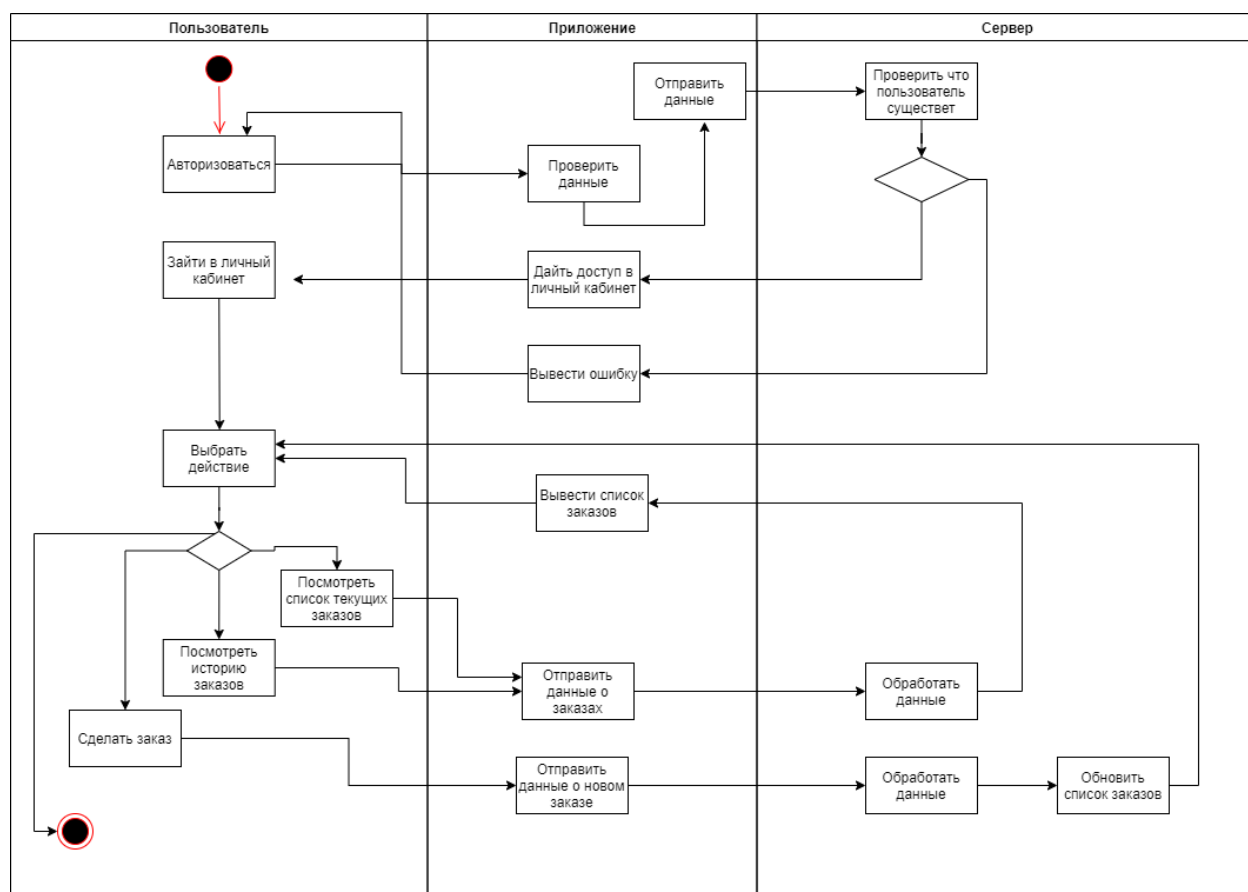 Пользователь
Приложение
Сервер
Отправить
данные
Проверить что
пользователь
существет
Авторизоваться
Проверить
данные
Зайти в личный
кабинет
Дайть доступ в
личный кабинет
Вывести ошибку
Выбрать
действие
Вывести список
заказов
Посмотреть
список текущих
заказов
Посмотреть
историю
заказов
Отправить
данные о
заказах
Обработать
данные
Сделать заказ
Отправить
данные о новом
заказе
Обработать
данные
Обновить
список заказов